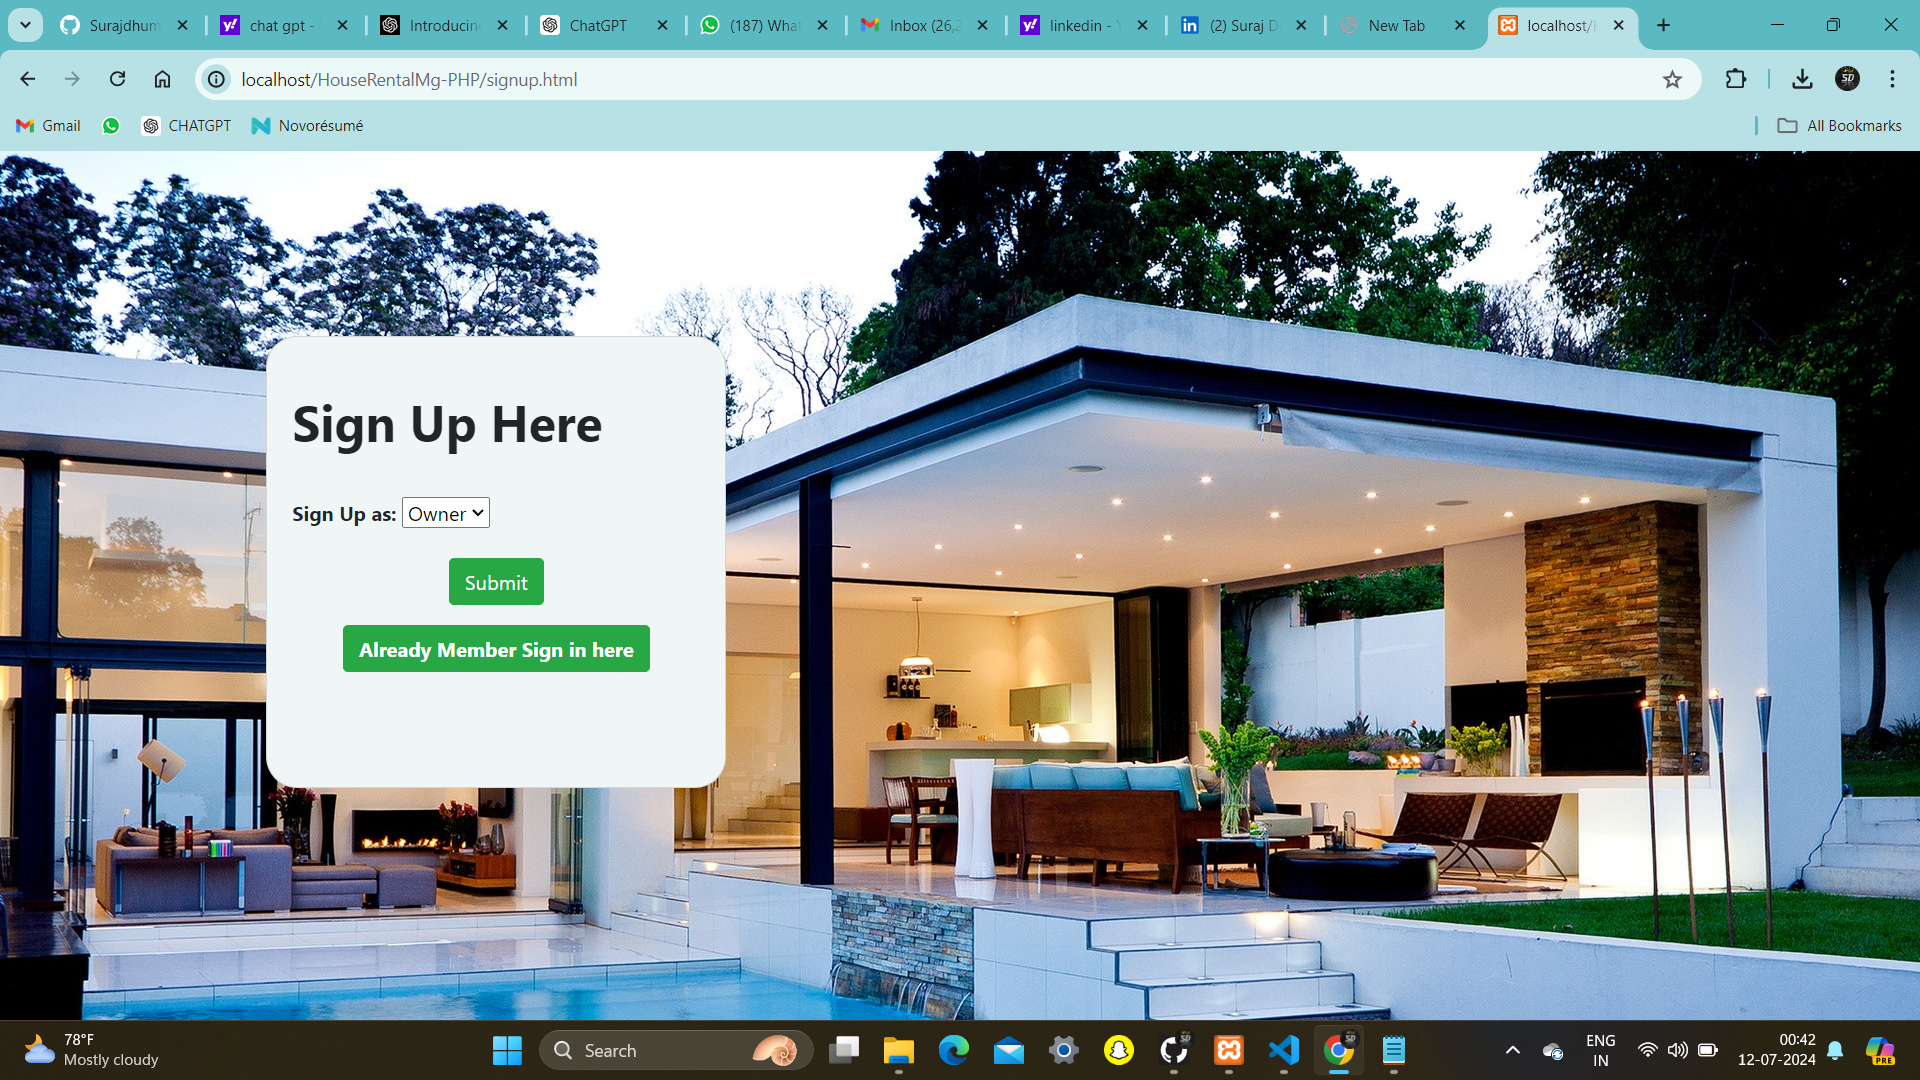 Surajdhum
chat gpt -
Introducin
ChatGPT
(187) What
Inbox (26,2
linkedin - Y
(2) Suraj D
New Tab
localhost/H
localhost/HouseRentalMg-PHP/signup.html
SD
Gmail
CHATGPT
Novorésumé
All Bookmarks
Sign Up Here
Sign Up as: Owner
Submit
Already Member Sign in here
78°F
Mostly cloudy
Search
ENG
IN
00:42
12-07-2024
PRE